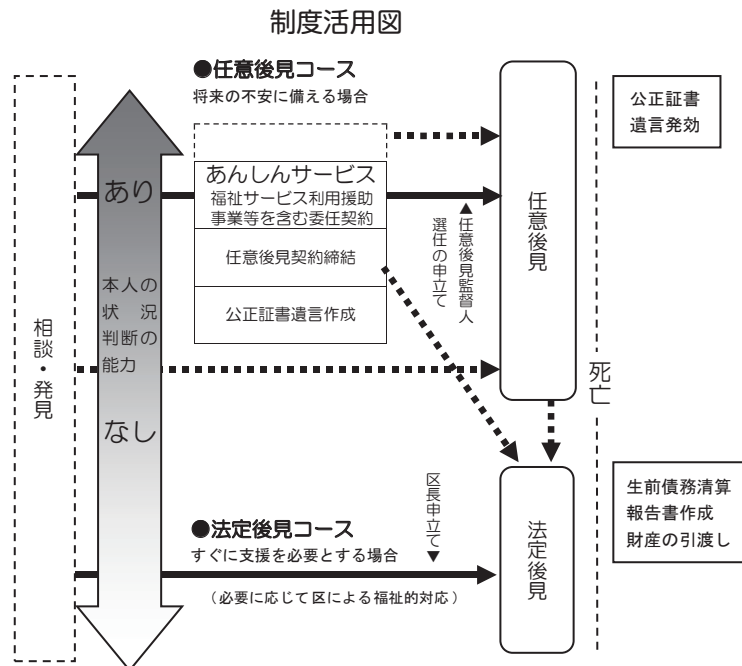 制度活用図
●任意後見コース
将来の不安に備える場合
あんしんサービス
福祉サービス利用援助
事業等を含む委任契約
任意後見契約締結
公正証書遺言作成
▲任意後見監督人
選任の申立て
任意後見
公正証書
遺言発効
相談・発見
あり
本人の
状況
判断の
能力
なし
死亡
●法定後見コース
すぐに支援を必要とする場合
区長申立て▼
（必要に応じて区による福祉的対応）
法定後見
生前債務清算
報告書作成
財産の引渡し